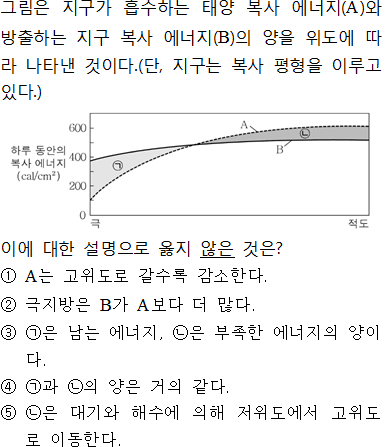 그림은 지구가 흡수하는 태양 복사 에너지(A)와
방출하는 지구 복사 에너지(B)의 양을 위도에 따
라 나타낸 것이다.(단, 지구는 복사 평형을 이루고
있다.)
하루 동안의
복사 에너지
(cal/cm²)
600
400
200
0
A
B
㉠
㉡
극
적도
이에 대한 설명으로 옳지 않은 것은?
① A는 고위도로 갈수록 감소한다.
② 극지방은 B가 A보다 더 많다.
③ ㉠은 남는 에너지, ㉡은 부족한 에너지의 양이
다.
④ ㉠과 ㉡의 양은 거의 같다.
⑤ ㉡은 대기와 해수에 의해 저위도에서 고위도
로 이동한다.